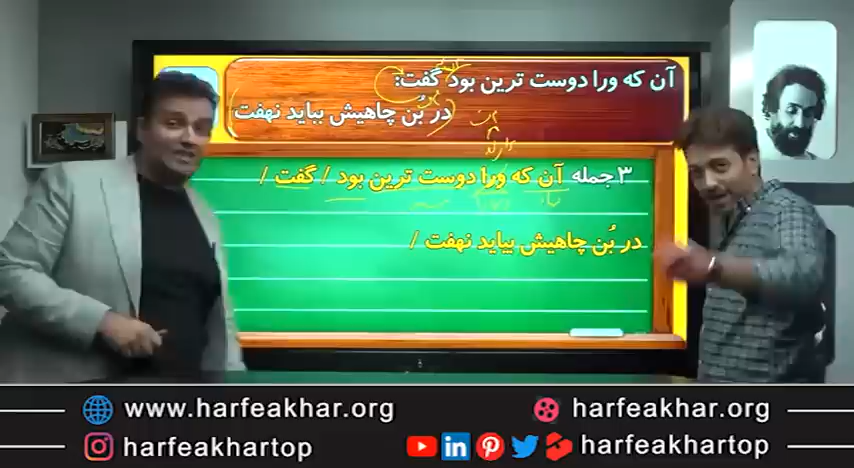 آن که ورا دوست ترین بود گفت:
در بُن چاهیش بباید نهفت
۳ جمله آن که ورا دوست ترین بود / گفت /
در بُن چاهیش بباید نهفت /
www.harfeakhar.org
harfeakhar.org
harfeakhartop
harfeakhartop